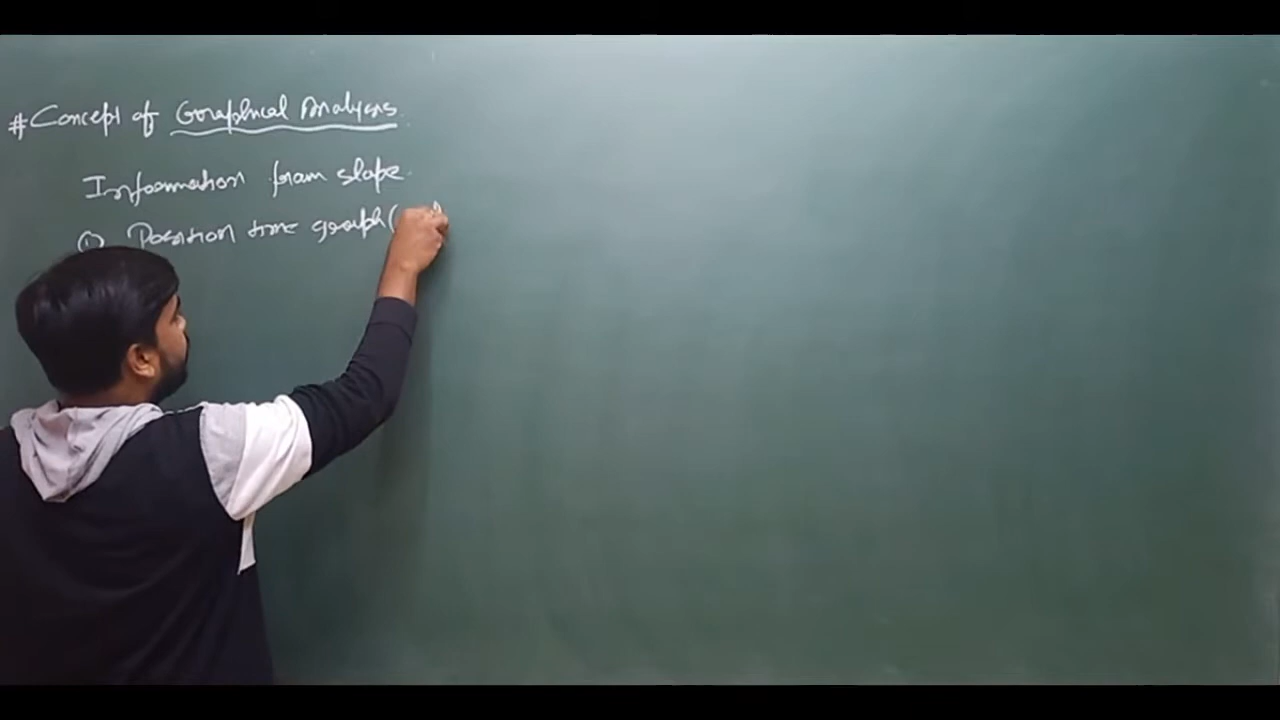 # Concept of Graphical Analysis
Information from slope.
① Position time graph (